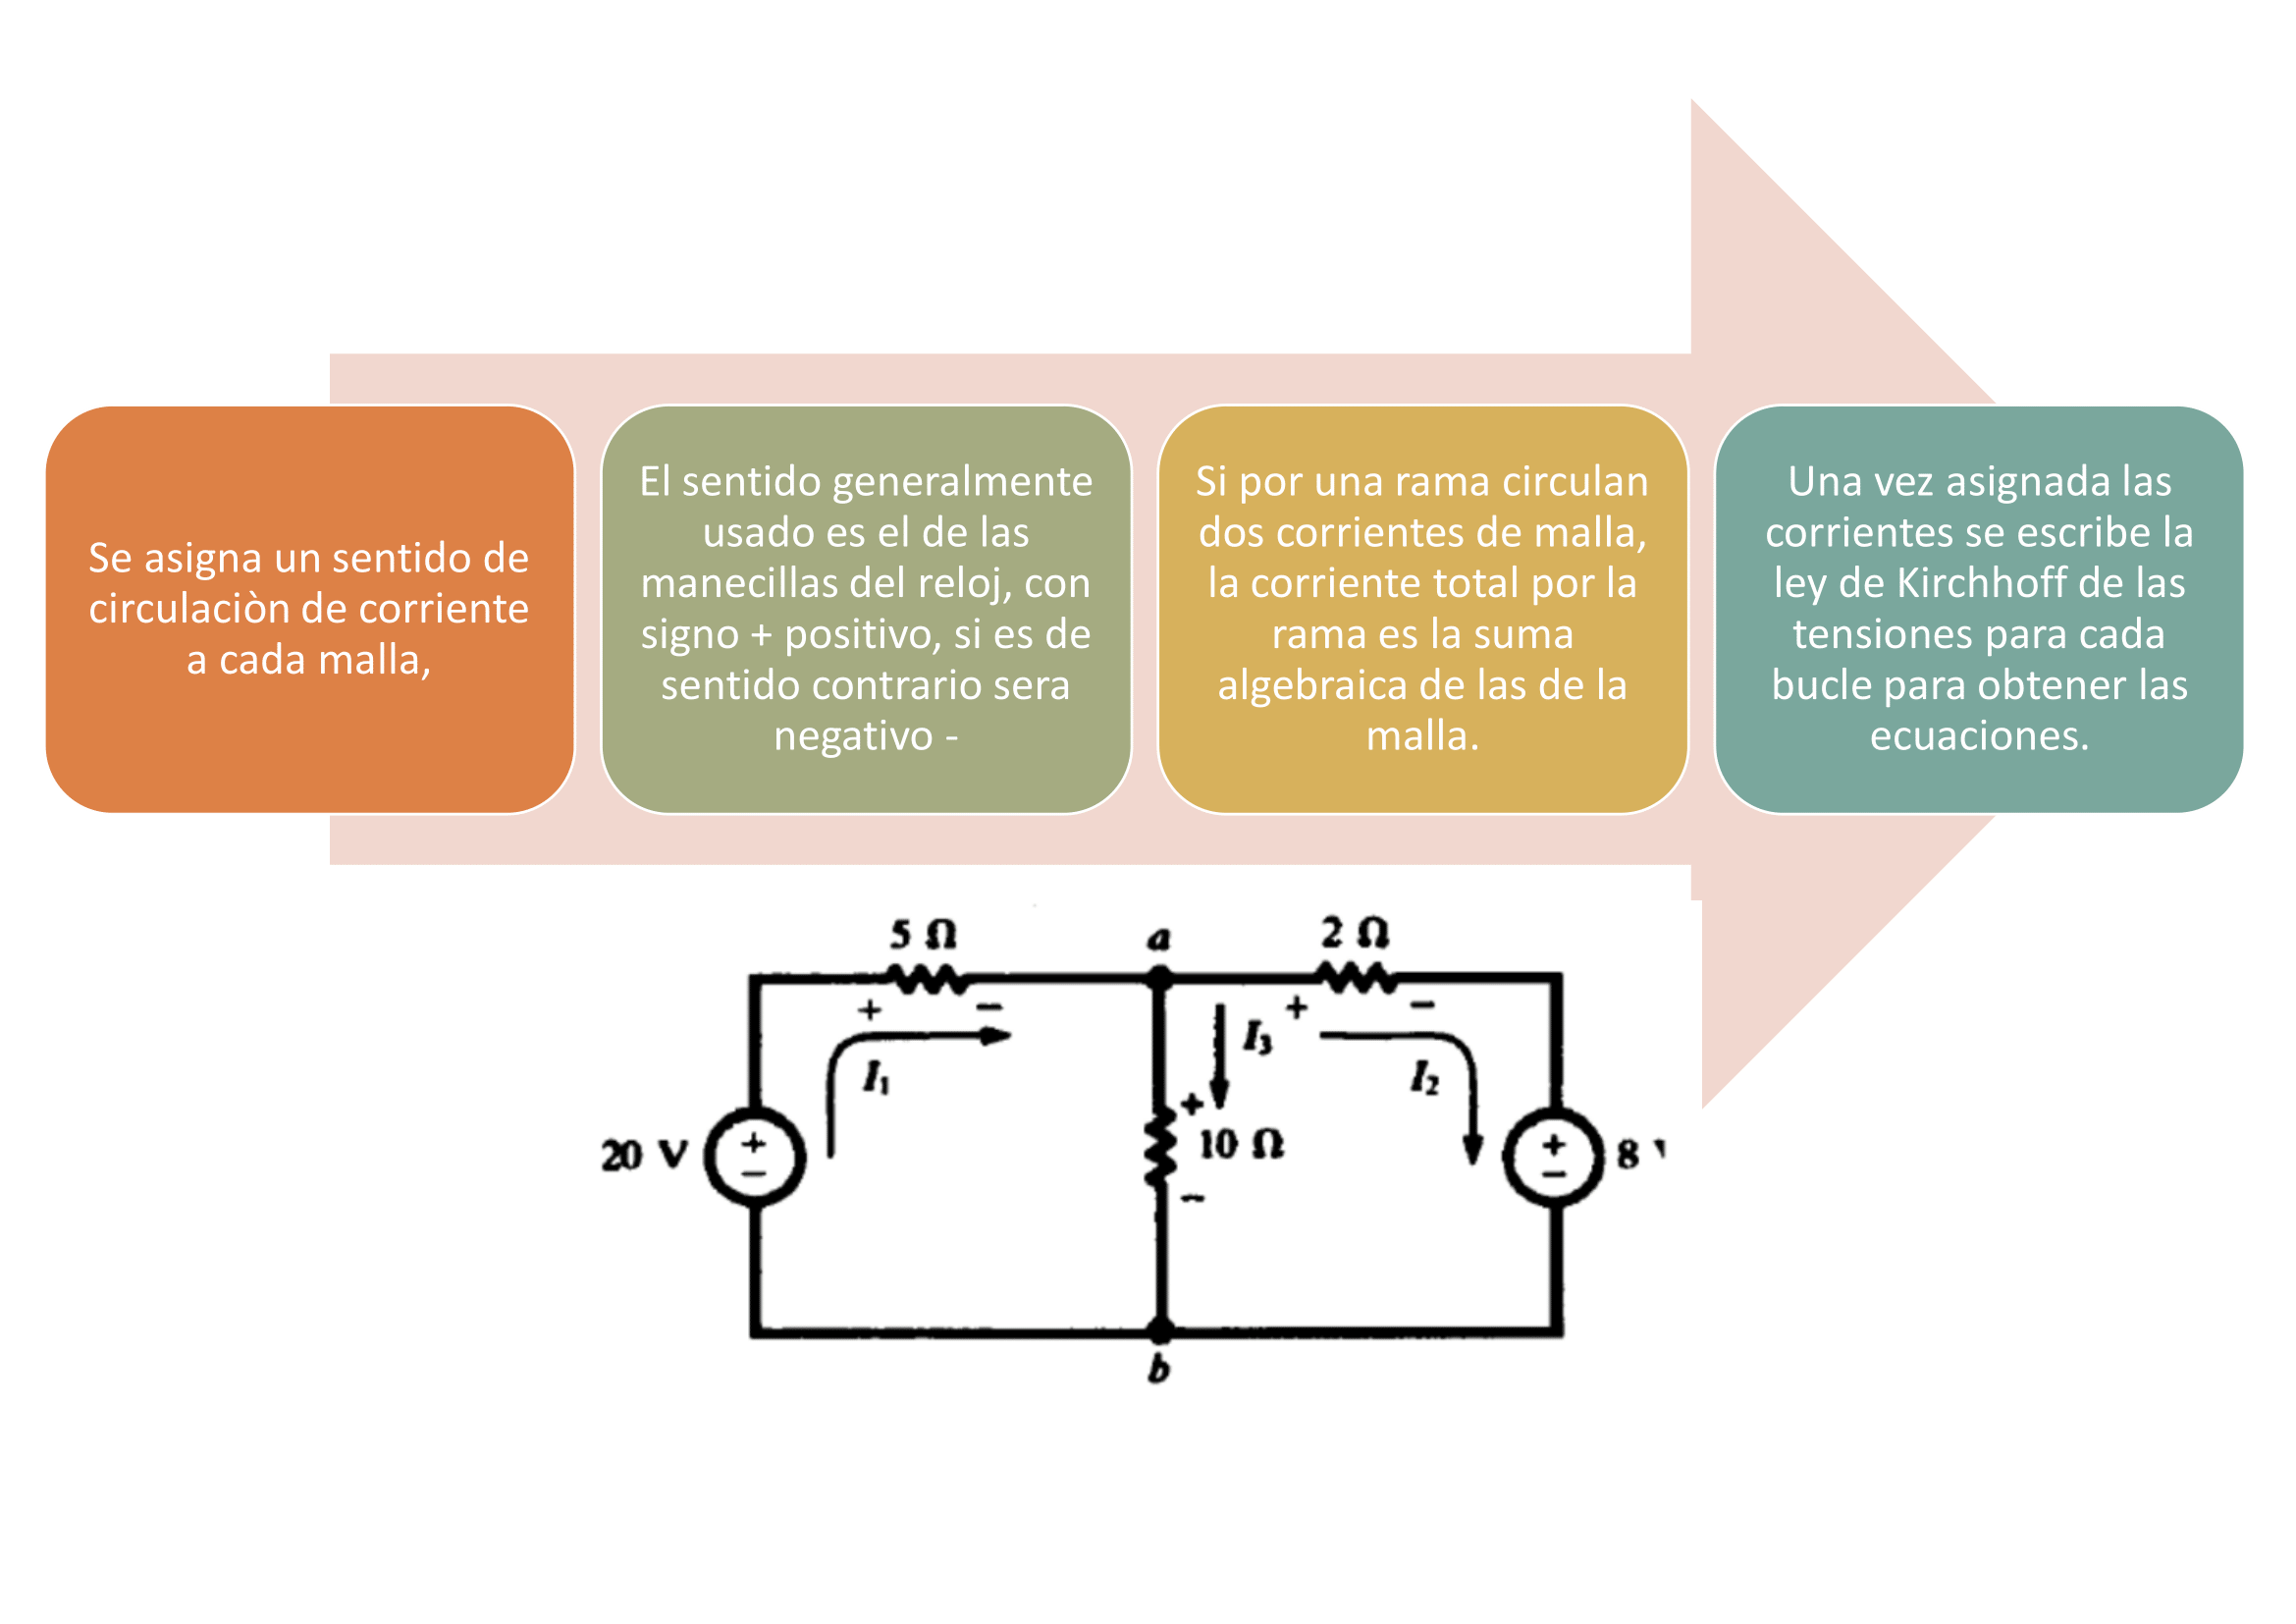 Se asigna un sentido de
circulaciòn de corriente
a cada malla,
El sentido generalmente
usado es el de las
manecillas del reloj, con
signo + positivo, si es de
sentido contrario sera
negativo -
Si por una rama circulan
dos corrientes de malla,
la corriente total por la
rama es la suma
algebraica de las de la
malla.
Una vez asignada las
corrientes se escribe la
ley de Kirchhoff de las
tensiones para cada
bucle para obtener las
ecuaciones.
5 Ω
a
2 Ω
+ −
+ −
I₁
I₃
I₂
20 V
+
−
+
10 Ω
−
+
−
8
b